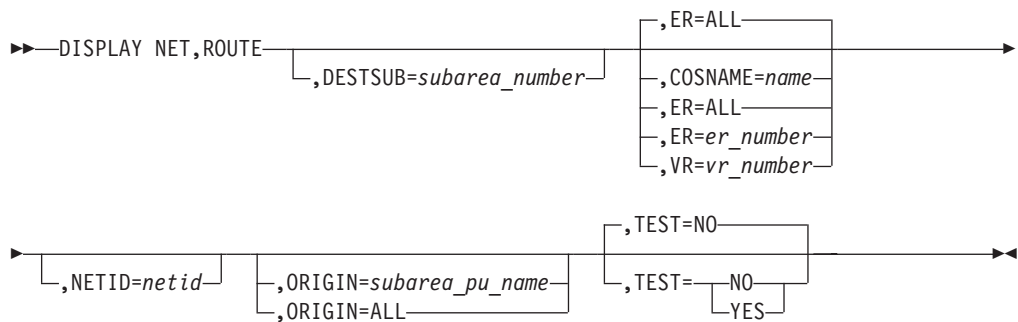 ,ER=ALL
DISPLAY NET,ROUTE
,DESTSUB=subarea_number
,COSNAME=name
,ER=ALL
,ER=er_number
,VR=vr_number
,TEST=NO
,NETID=netid
,ORIGIN=subarea_pu_name
,ORIGIN=ALL
,TEST=
NO
YES